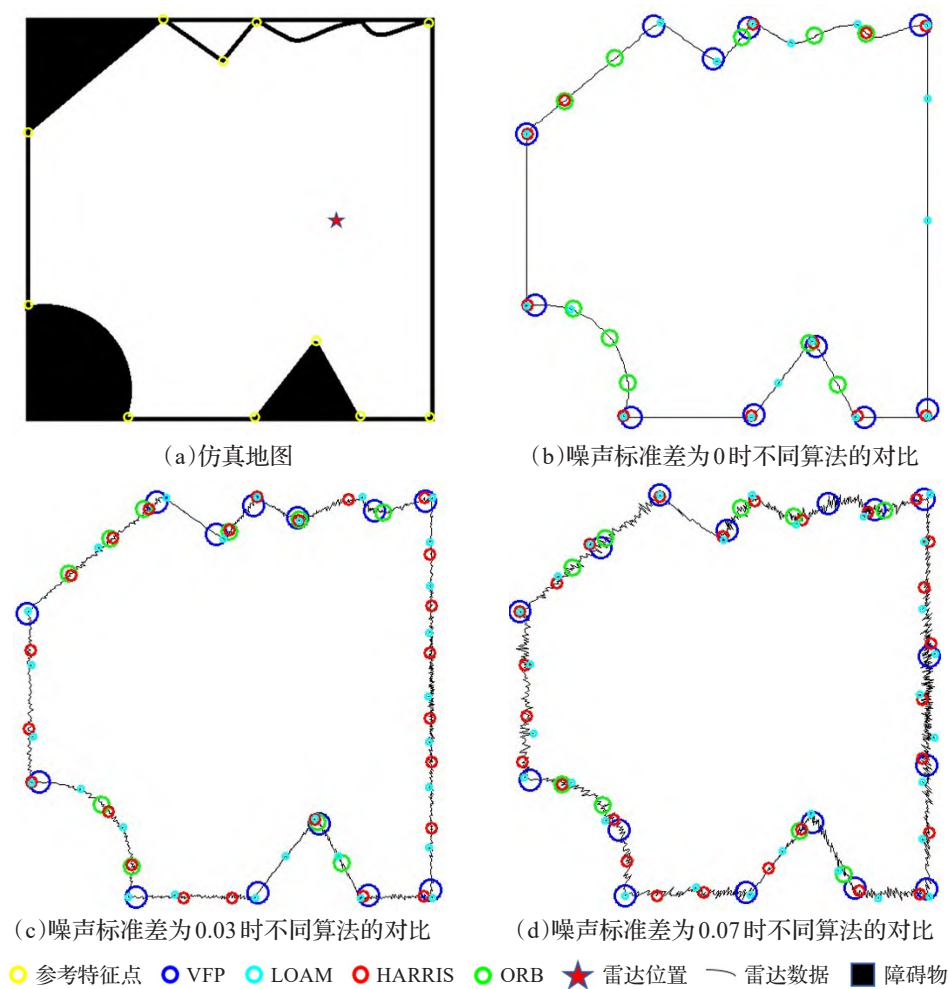 (a)仿真地图
(b)噪声标准差为0时不同算法的对比
(c)噪声标准差为0.03时不同算法的对比
(d)噪声标准差为0.07时不同算法的对比
参考特征点 VFP LOAM HARRIS ORB 雷达位置 雷达数据 障碍物